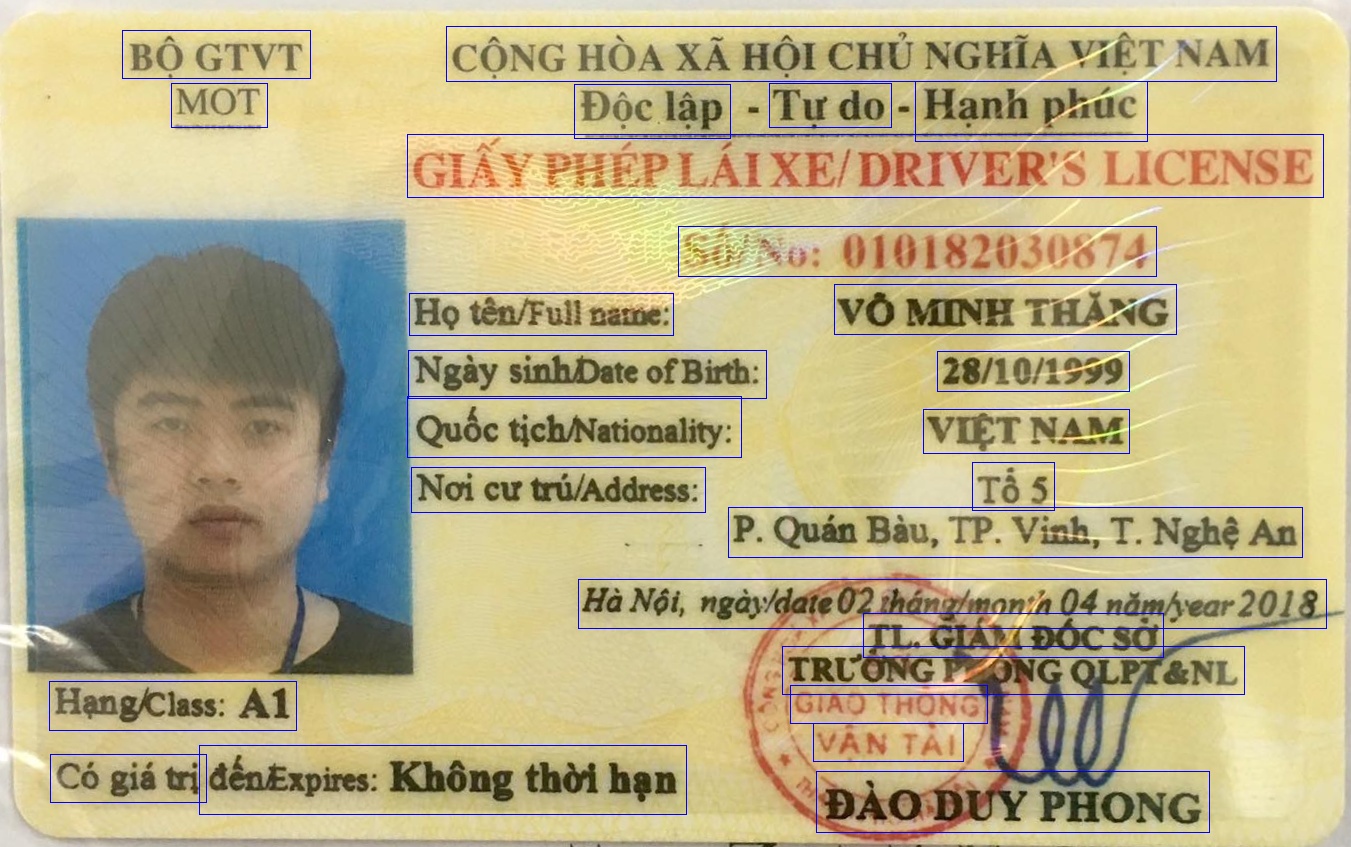 BỘ GTVT
MOT
CỘNG HÒA XÃ HỘI CHỦ NGHĨA VIỆT NAM
Độc lập - Tự do - Hạnh phúc
GIẤY PHÉP LÁI XE/ DRIVER'S LICENSE
Số/ No: 010182030874
Họ tên/Full name: VÕ MINH THĂNG
Ngày sinh/Date of Birth: 28/10/1999
Quốc tịch/Nationality: VIỆT NAM
Nơi cư trú/Address: Tổ 5
P. Quán Bàu, TP. Vinh, T. Nghệ An
Hà Nội, ngày/date 02 tháng/month 04 năm/year 2018
TL. GIÁM ĐỐC SỞ
TRƯỞNG PHÒNG QLPT&NL
GIAO THÔNG
VẬN TẢI
ĐÀO DUY PHONG
Hạng/Class: A1
Có giá trị đến/Expires: Không thời hạn